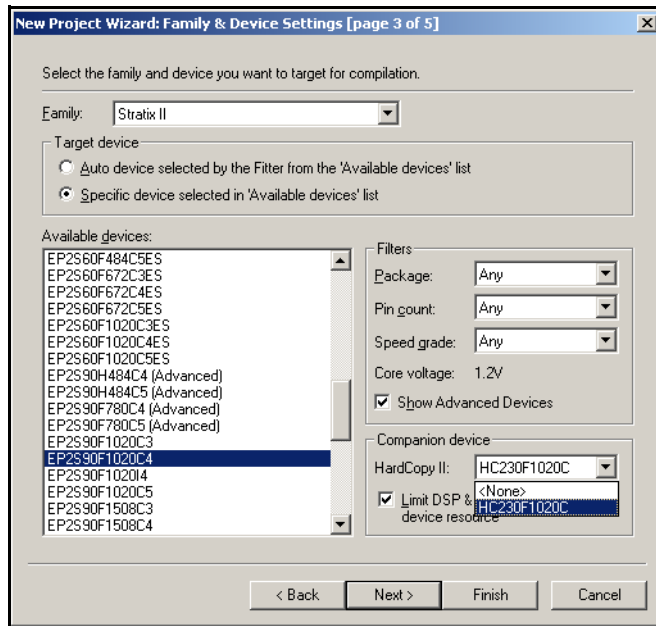 New Project Wizard: Family & Device Settings [page 3 of 5]
Select the family and device you want to target for compilation.
Family: Stratix II
Target device
Auto device selected by the Fitter from the 'Available devices' list
Specific device selected in 'Available devices' list
Available devices:
EP2S60F484C5ES
EP2S60F672C3ES
EP2S60F672C4ES
EP2S60F672C5ES
EP2S60F1020C3ES
EP2S60F1020C4ES
EP2S60F1020C5ES
EP2S90H484C4 (Advanced)
EP2S90H484C5 (Advanced)
EP2S90F780C4 (Advanced)
EP2S90F780C5 (Advanced)
EP2S90F1020C3
EP2S90F1020C4
EP2S90F1020I4
EP2S90F1020C5
EP2S90F1508C3
EP2S90F1508C4
Filters
Package: Any
Pin count: Any
Speed grade: Any
Core voltage: 1.2V
Show Advanced Devices
Companion device
HardCopy II: HC230F1020C
<None>
HC230F1020C
Limit DSP &
device resource
< Back Next > Finish Cancel